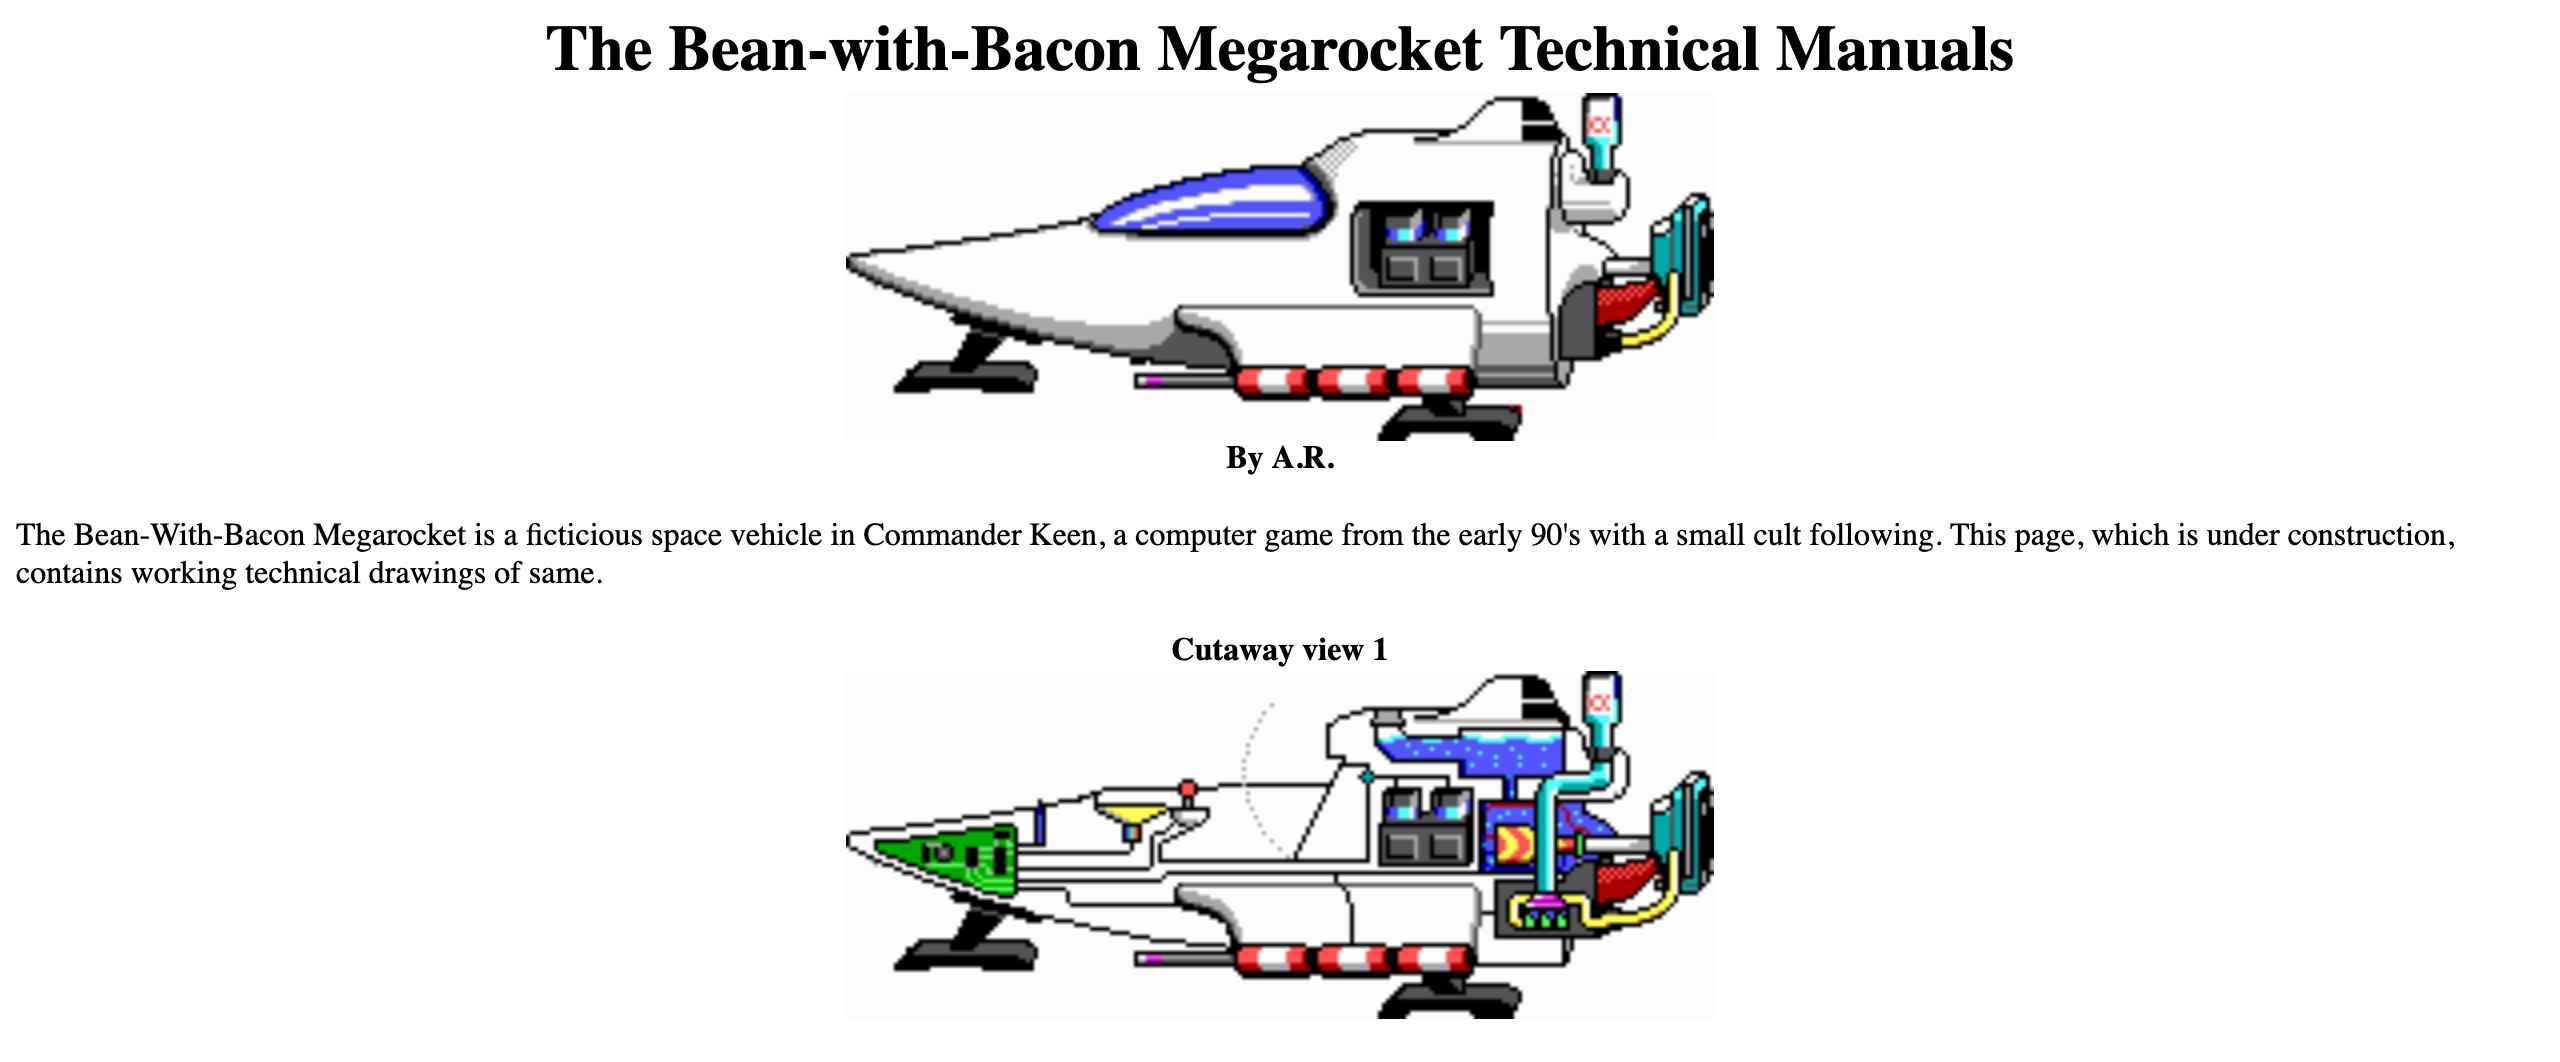 The Bean-with-Bacon Megarocket Technical Manuals
XX
By A.R.
The Bean-With-Bacon Megarocket is a ficticious space vehicle in Commander Keen, a computer game from the early 90's with a small cult following. This page, which is under construction,
contains working technical drawings of same.
Cutaway view 1
XX